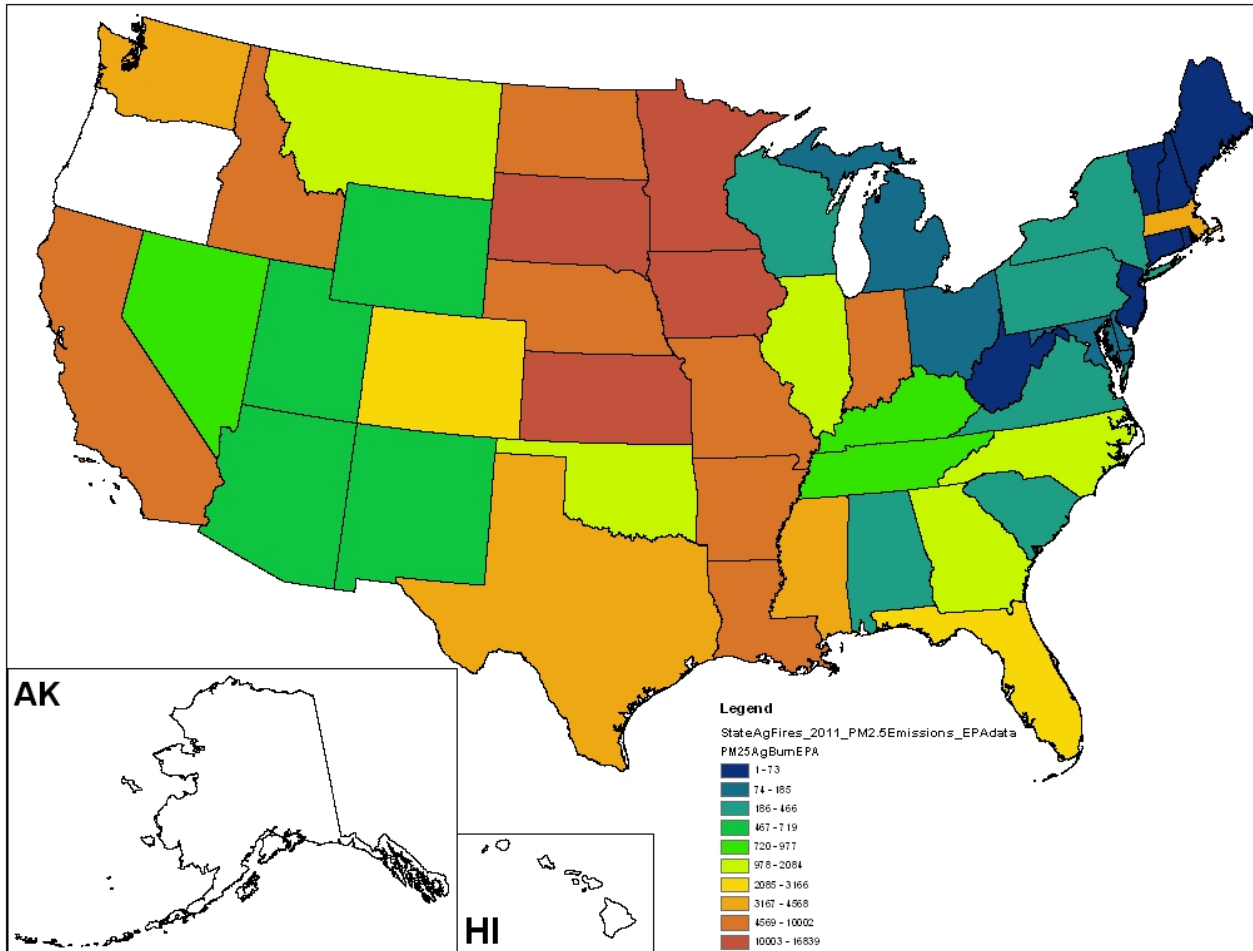 AK
HI
Legend
StateAgFires_2011_PM2.5Emissions_EPAdata
PM25AgBurnEPA
1 - 73
74 - 185
186 - 466
467 - 719
720 - 977
978 - 2084
2085 - 3166
3167 - 4568
4569 - 10002
10003 - 16839